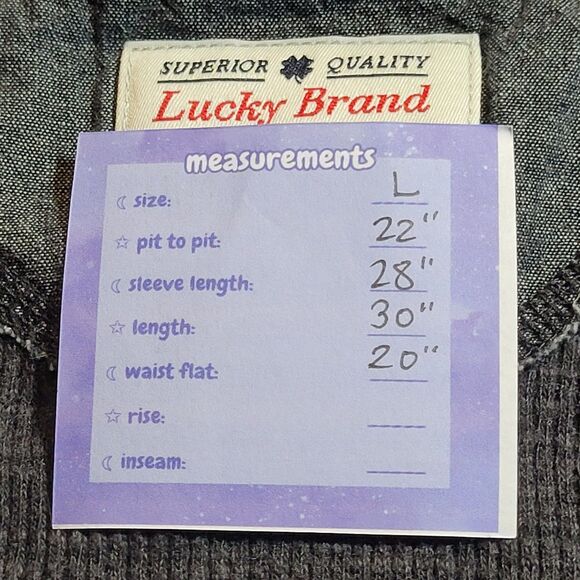 SUPERIOR QUALITY
Lucky Brand
measurements
size: L
pit to pit: 22"
sleeve length: 28"
length: 30"
waist flat: 20"
rise:
inseam: